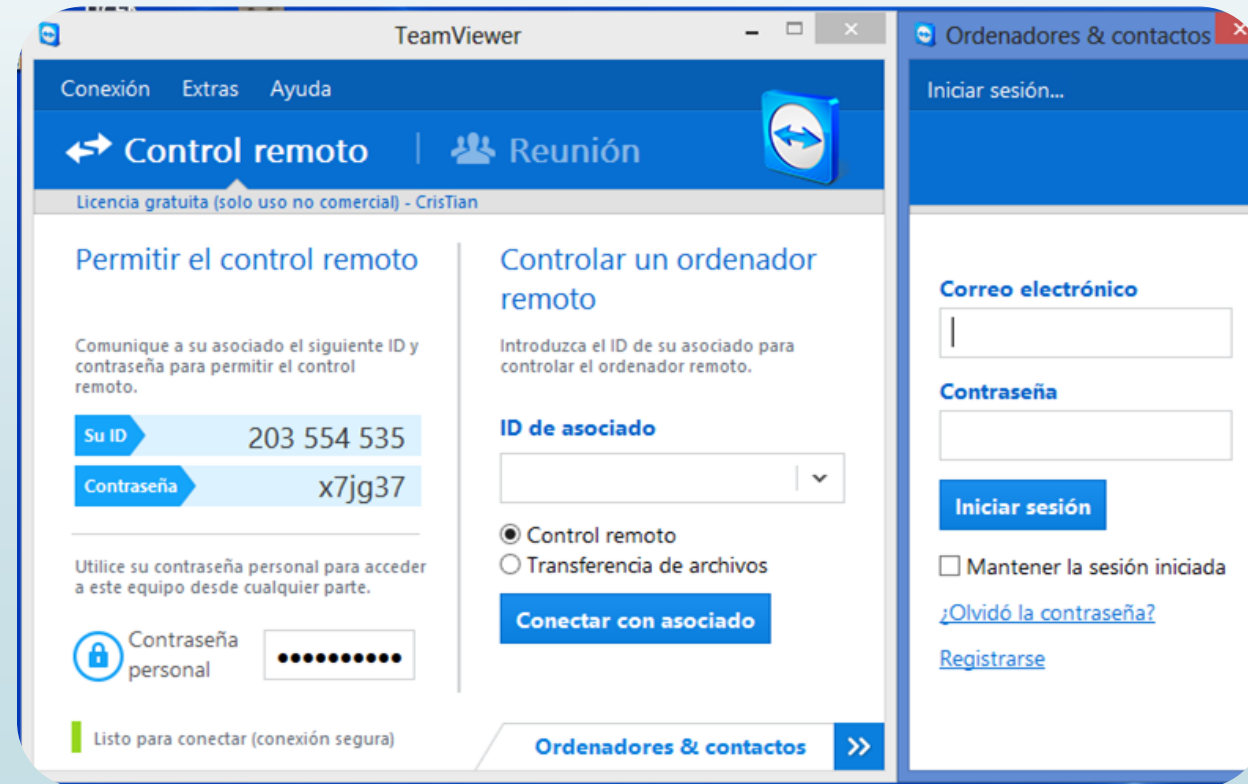 TeamViewer
Conexión Extras Ayuda
Control remoto
Reunión
Licencia gratuita (solo uso no comercial) - CrisTian
Permitir el control remoto
Comunique a su asociado el siguiente ID y
contraseña para permitir el control
remoto.
Su ID 203 554 535
Contraseña x7jg37
Utilice su contraseña personal para acceder
a este equipo desde cualquier parte.
Contraseña
personal
Listo para conectar (conexión segura)
Controlar un ordenador
remoto
Introduzca el ID de su asociado para
controlar el ordenador remoto.
ID de asociado
Control remoto
Transferencia de archivos
Conectar con asociado
Ordenadores & contactos
Ordenadores & contactos
Iniciar sesión...
Correo electrónico
Contraseña
Iniciar sesión
Mantener la sesión iniciada
¿Olvidó la contraseña?
Registrarse